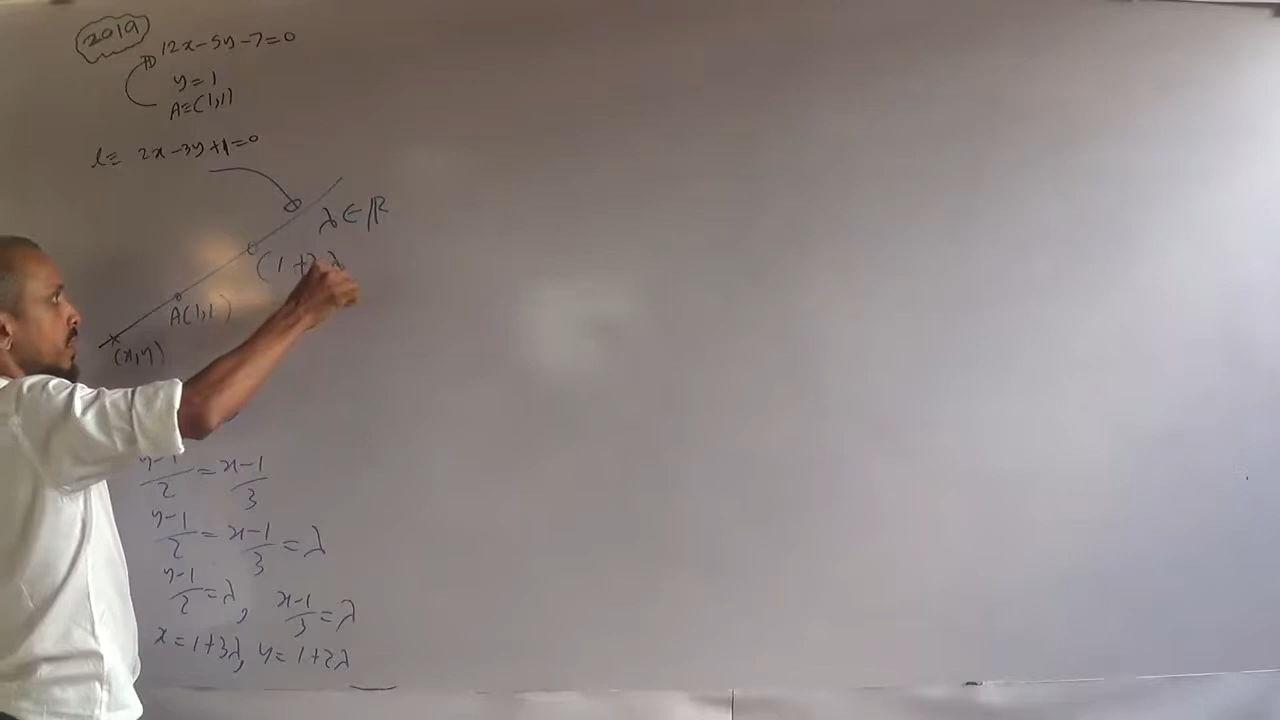 2019
12x-5y-7=0
y=1
A≡(1,1)
l≡ 2x-3y+1=0
λ∈ℝ
(1+ λ
A(1,1)
(x,y)
y-1/2 = x-1/3
y-1/2 = x-1/3 = λ
y-1/2 = λ, x-1/3 = λ
x=1+3λ, y=1+2λ